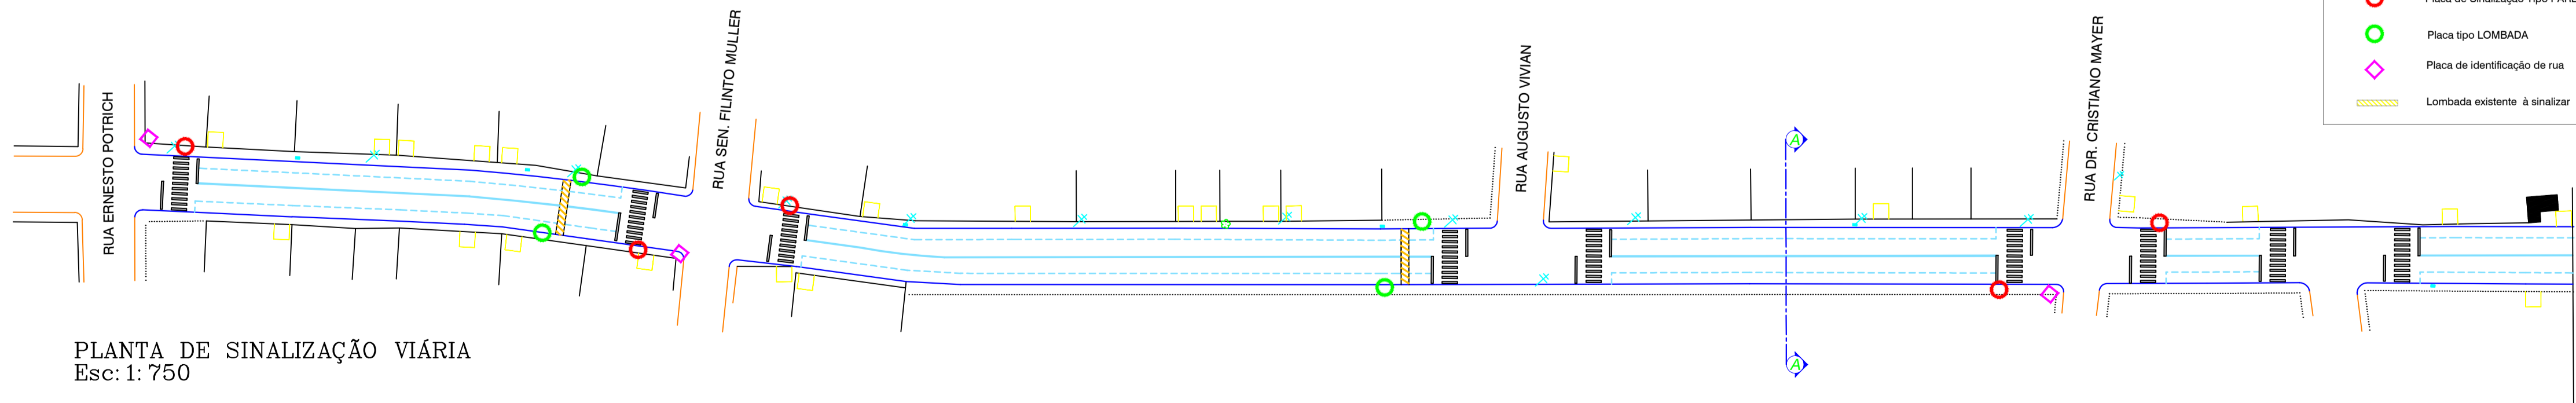 RUA ERNESTO POTRICH
RUA SEN. FILINTO MULLER
RUA AUGUSTO VIVIAN
RUA DR. CRISTIANO MAYER
A
A
Placa tipo LOMBADA
Placa de identificação de rua
Lombada existente à sinalizar
PLANTA DE SINALIZAÇÃO VIÁRIA
Esc: 1: 750